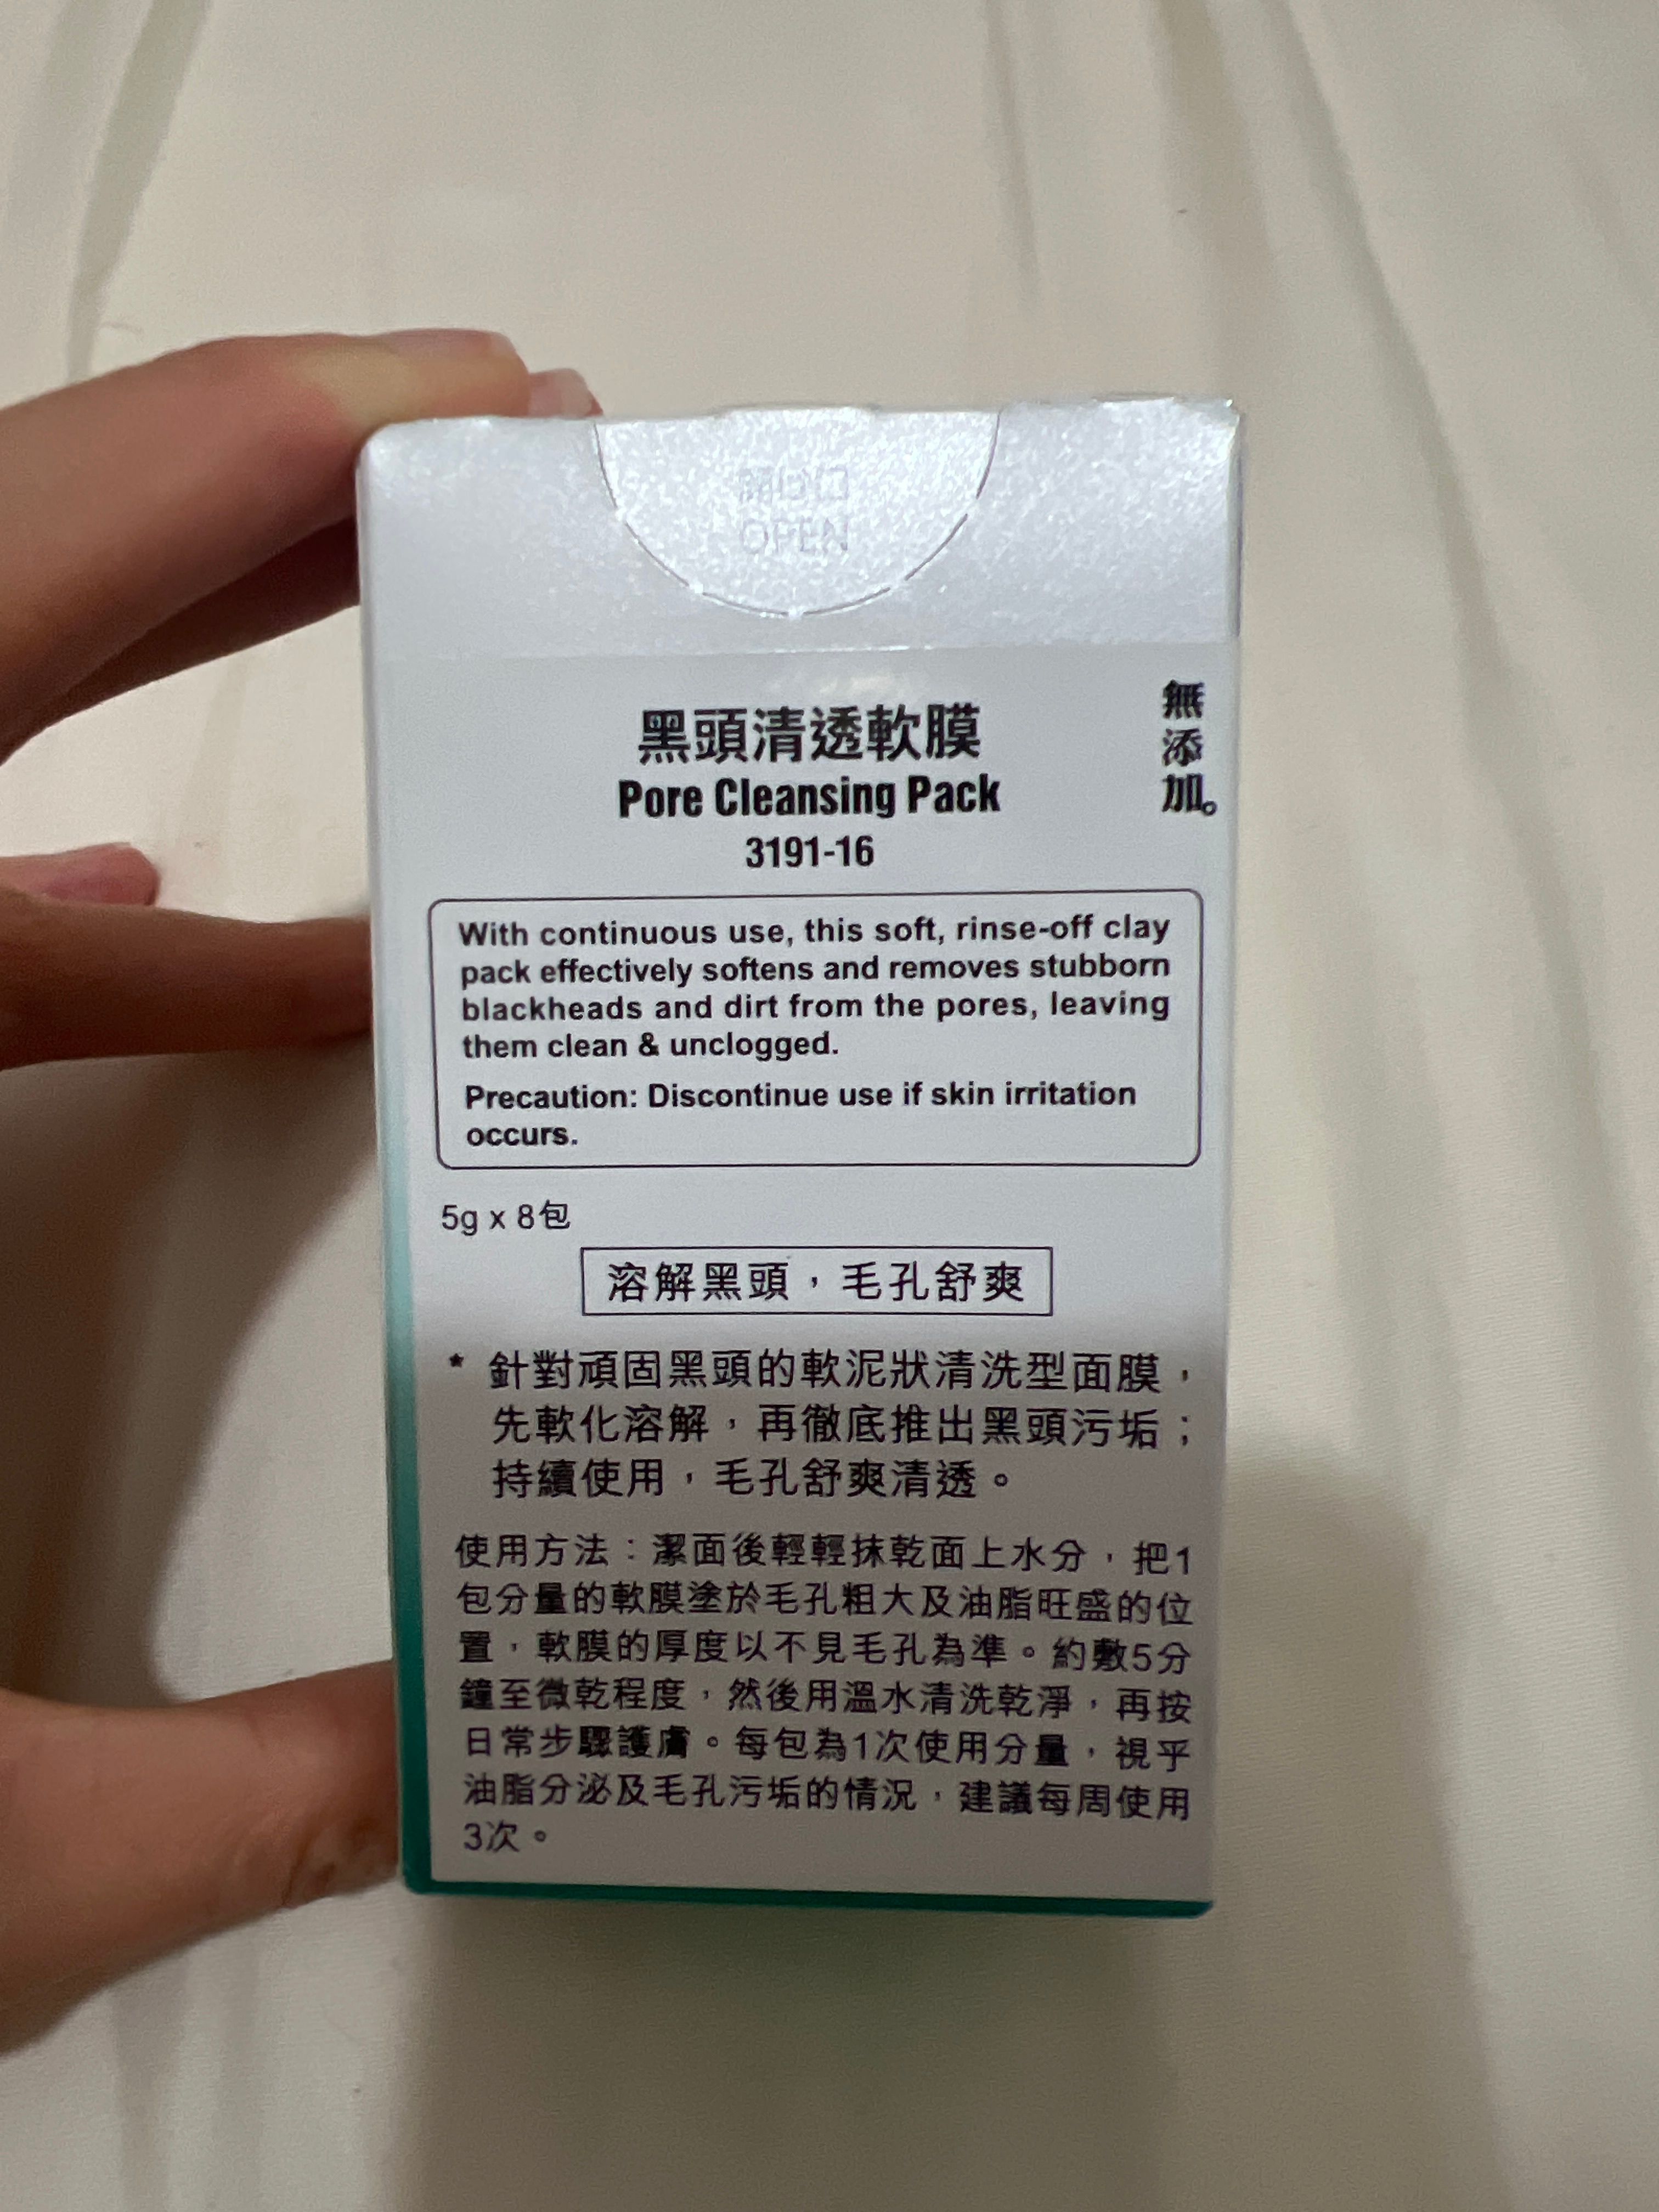 OPEN
黑頭清透軟膜
無添加。
Pore Cleansing Pack
3191-16
With continuous use, this soft, rinse-off clay
pack effectively softens and removes stubborn
blackheads and dirt from the pores, leaving
them clean & unclogged.
Precaution: Discontinue use if skin irritation
occurs.
5g x 8包
溶解黑頭，毛孔舒爽
* 針對頑固黑頭的軟泥狀清洗型面膜，
先軟化溶解，再徹底推出黑頭污垢；
持續使用，毛孔舒爽清透。
使用方法：潔面後輕輕抹乾面上水分，把1
包分量的軟膜塗於毛孔粗大及油脂旺盛的位
置，軟膜的厚度以不見毛孔為準。約敷5分
鐘至微乾程度，然後用溫水清洗乾淨，再按
日常步驟護膚。每包為1次使用分量，視乎
油脂分泌及毛孔污垢的情況，建議每周使用
3次。